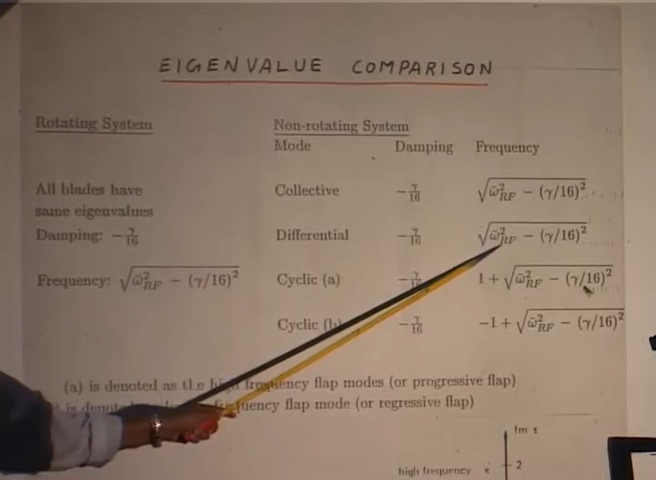 EIGENVALUE COMPARISON
Rotating System Non-rotating System
Mode Damping Frequency
All blades have Collective −γ/16 √(ω̄²RF − (γ/16)²)
same eigenvalues
Damping: −γ/16 Differential −γ/16 √(ω̄²RF − (γ/16)²)
Frequency: √(ω̄²RF − (γ/16)²) Cyclic (a) −γ/16 1 + √(ω̄²RF − (γ/16)²)
Cyclic (b) −γ/16 −1 + √(ω̄²RF − (γ/16)²)
(a) is denoted as the high frequency flap modes (or progressive flap)
is frequency flap mode (or regressive flap)
Im s
high frequency x 2